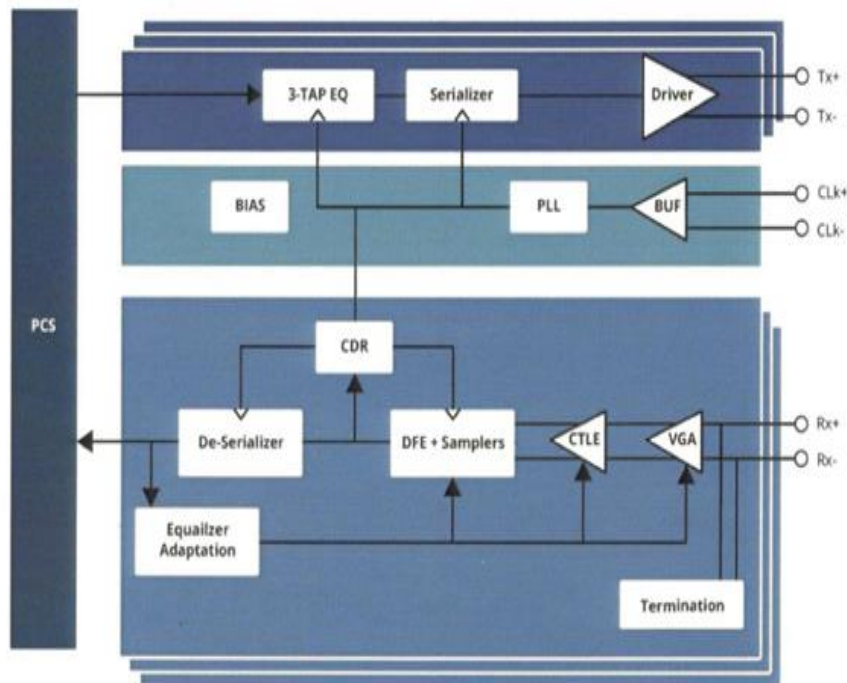 3-TAP EQ
Serializer
Driver
Tx+
Tx-
BIAS
PLL
BUF
CLk+
CLk-
PCS
CDR
De-Serializer
DFE + Samplers
CTLE
VGA
Rx+
Rx-
Equailzer
Adaptation
Termination